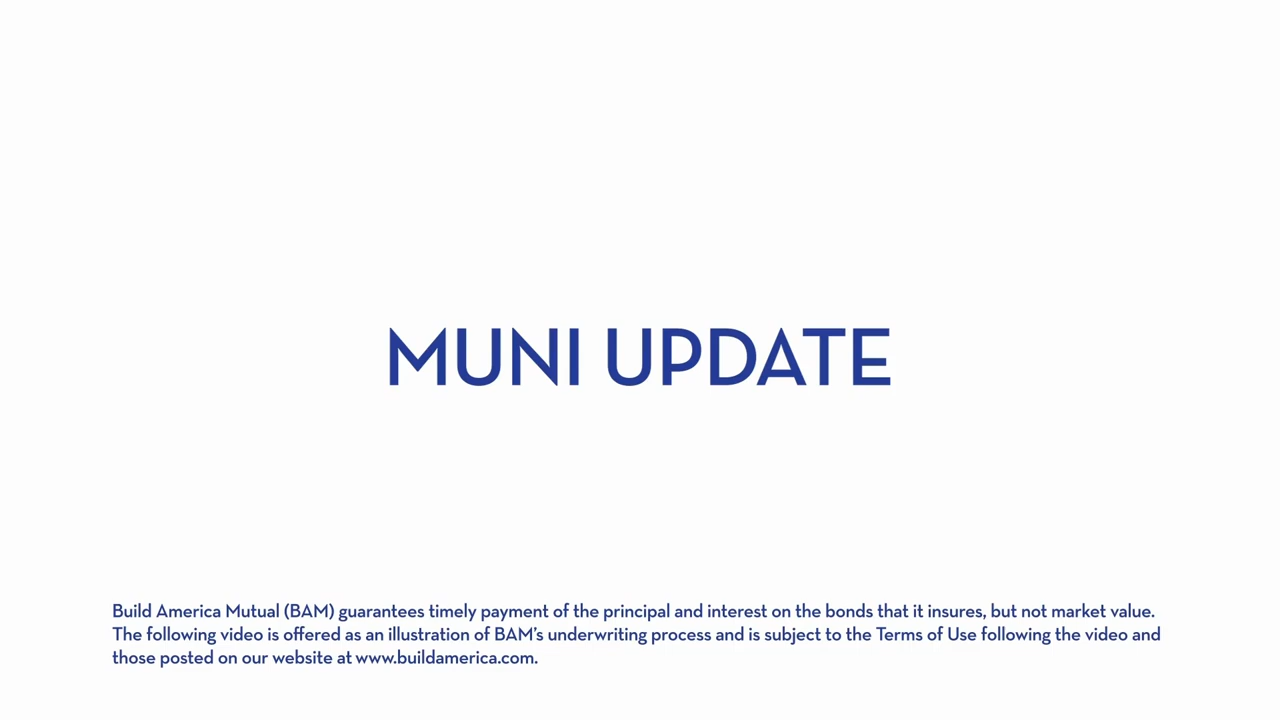 MUNI UPDATE
Build America Mutual (BAM) guarantees timely payment of the principal and interest on the bonds that it insures, but not market value.
The following video is offered as an illustration of BAM’s underwriting process and is subject to the Terms of Use following the video and
those posted on our website at www.buildamerica.com.